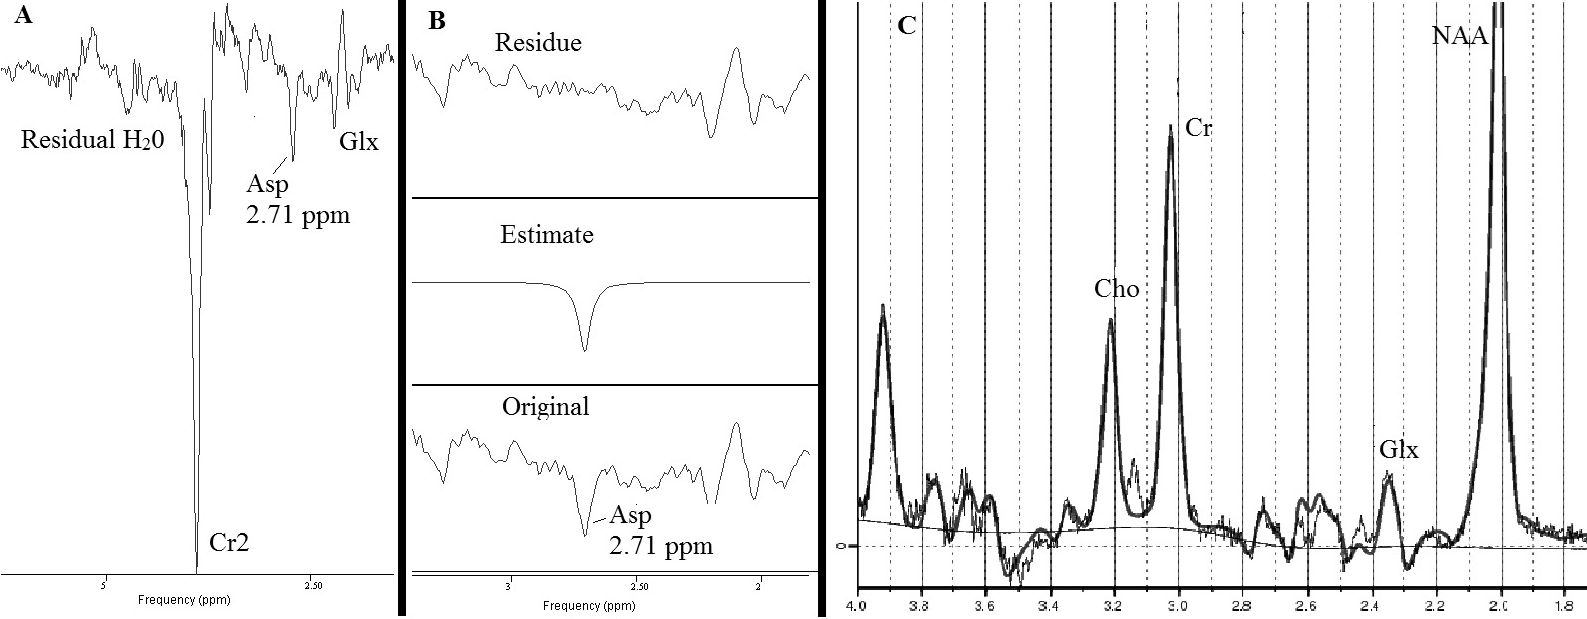 A
Residual H20
Glx
Asp
2.71 ppm
Cr2
5
2.50
Frequency (ppm)
B
Residue
Estimate
Original
Asp
2.71 ppm
3
2.50
2
Frequency (ppm)
C
NAA
Cr
Cho
Glx
0
4.0
3.8
3.6
3.4
3.2
3.0
2.8
2.6
2.4
2.2
2.0
1.8